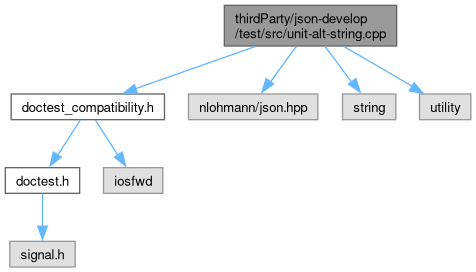 thirdParty/json-develop
/test/src/unit-alt-string.cpp
doctest_compatibility.h
nlohmann/json.hpp
string
utility
doctest.h
iosfwd
signal.h